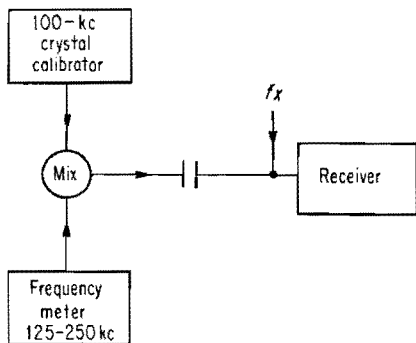 100-kc
crystal
calibrator
fx
Mix
Receiver
Frequency
meter
125-250 kc